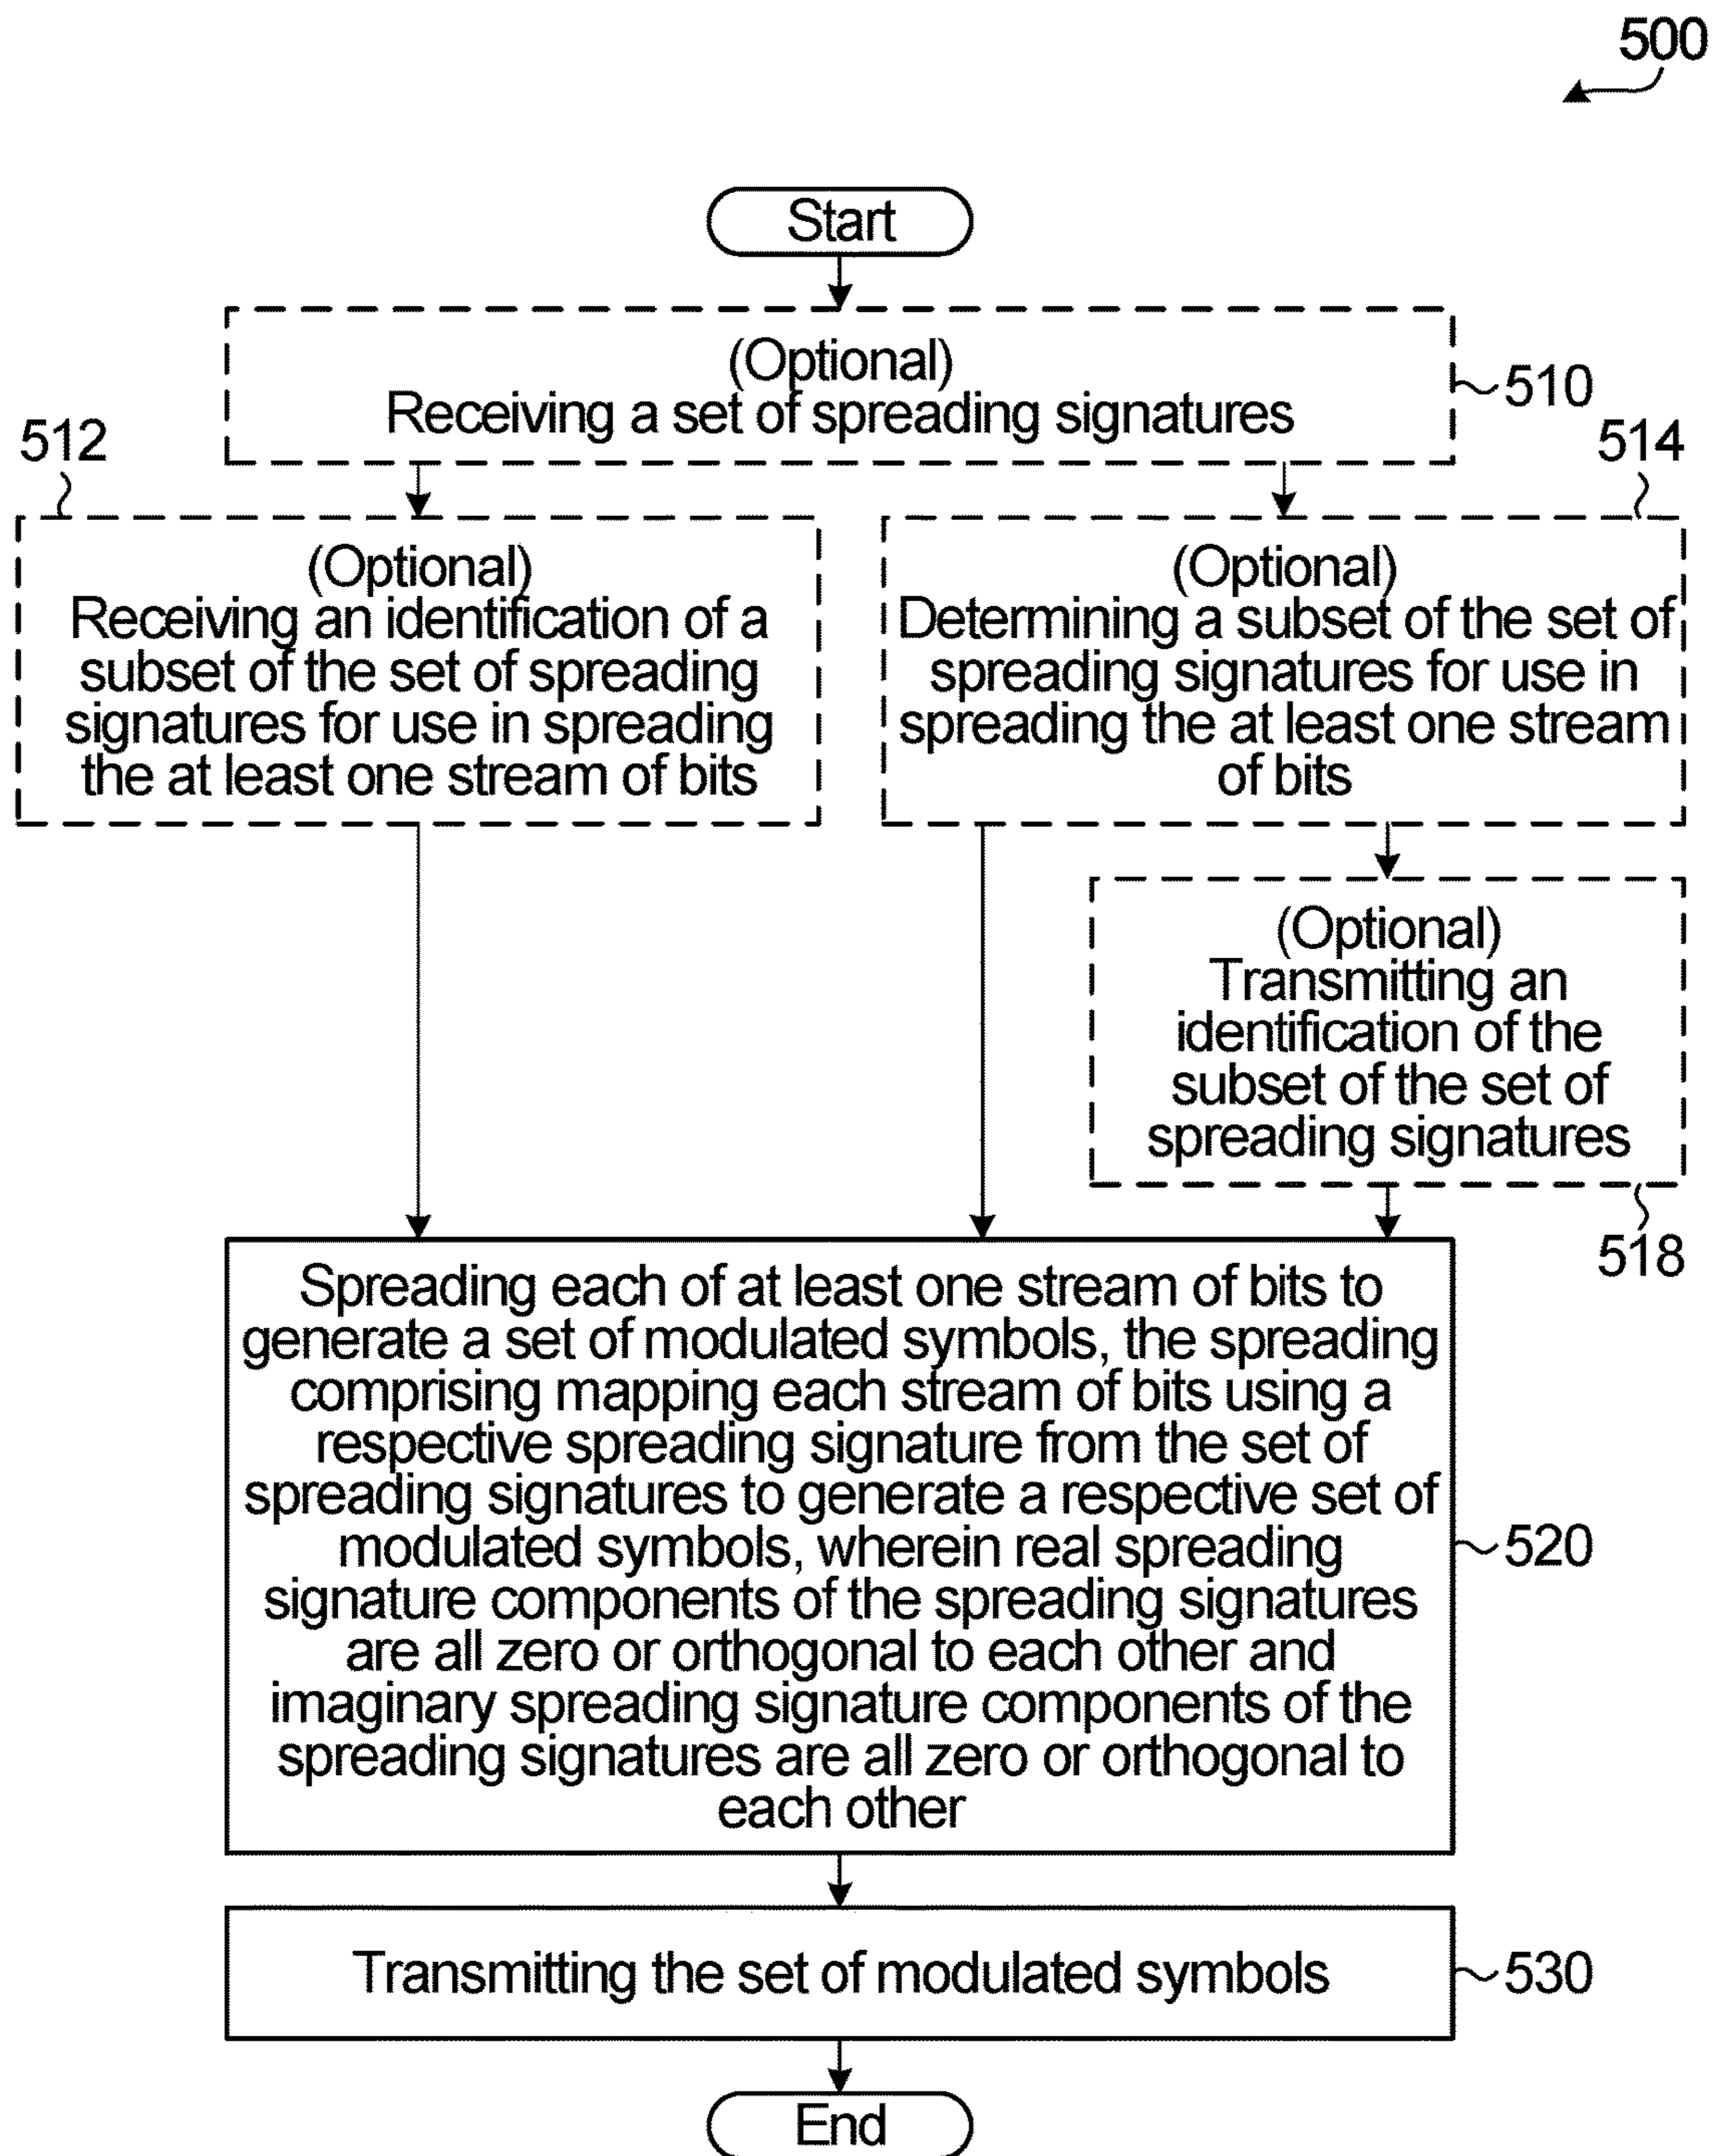 500
Start
(Optional)
Receiving a set of spreading signatures
510
512
514
(Optional)
Receiving an identification of a
subset of the set of spreading
signatures for use in spreading
the at least one stream of bits
(Optional)
Determining a subset of the set of
spreading signatures for use in
spreading the at least one stream
of bits
(Optional)
Transmitting an
identification of the
subset of the set of
spreading signatures
518
Spreading each of at least one stream of bits to
generate a set of modulated symbols, the spreading
comprising mapping each stream of bits using a
respective spreading signature from the set of
spreading signatures to generate a respective set of
modulated symbols, wherein real spreading
signature components of the spreading signatures
are all zero or orthogonal to each other and
imaginary spreading signature components of the
spreading signatures are all zero or orthogonal to
each other
520
Transmitting the set of modulated symbols
530
End